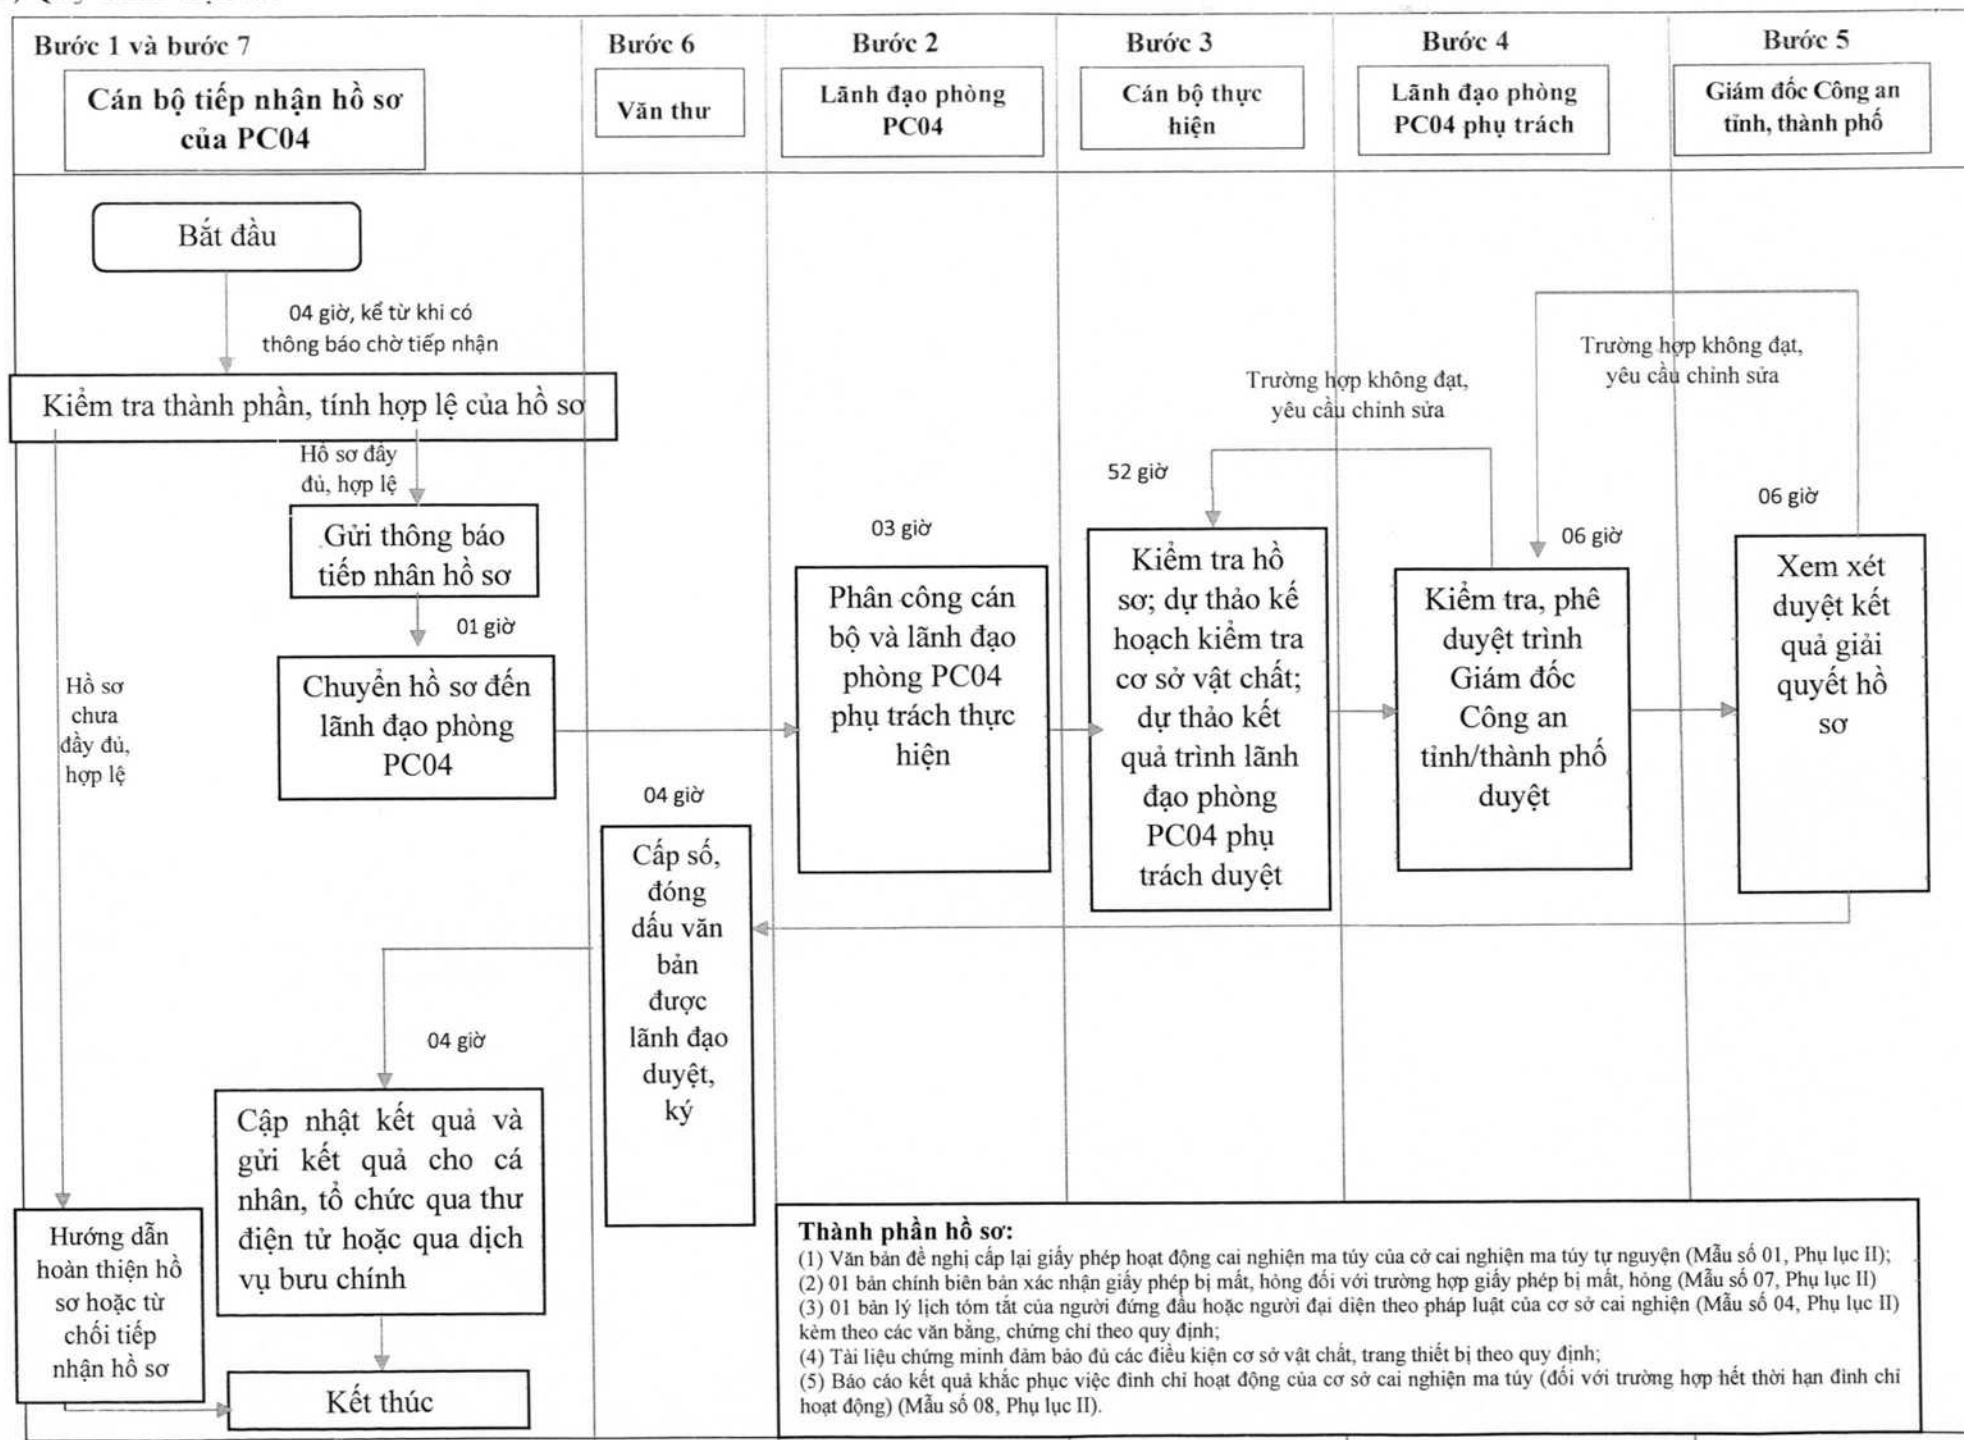 Bước 1 và bước 7
Cán bộ tiếp nhận hồ sơ
của PC04
Bước 6
Văn thư
Bước 2
Lãnh đạo phòng
PC04
Bước 3
Cán bộ thực
hiện
Bước 4
Lãnh đạo phòng
PC04 phụ trách
Bước 5
Giám đốc Công an
tỉnh, thành phố
Bắt đầu
04 giờ, kể từ khi có
thông báo chờ tiếp nhận
Kiểm tra thành phần, tính hợp lệ của hồ sơ
Hồ sơ đầy
đủ, hợp lệ
Gửi thông báo
tiếp nhận hồ sơ
01 giờ
Chuyển hồ sơ đến
lãnh đạo phòng
PC04
Hồ sơ
chưa
đầy đủ,
hợp lệ
03 giờ
Phân công cán
bộ và lãnh đạo
phòng PC04
phụ trách thực
hiện
Trường hợp không đạt,
yêu cầu chỉnh sửa
52 giờ
Kiểm tra hồ
sơ; dự thảo kế
hoạch kiểm tra
cơ sở vật chất;
dự thảo kết
quả trình lãnh
đạo phòng
PC04 phụ
trách duyệt
Trường hợp không đạt,
yêu cầu chỉnh sửa
06 giờ
Kiểm tra, phê
duyệt trình
Giám đốc
Công an
tỉnh/thành phố
duyệt
06 giờ
Xem xét
duyệt kết
quả giải
quyết hồ
sơ
04 giờ
Cấp số,
đóng
dấu văn
bản
được
lãnh đạo
duyệt,
ký
04 giờ
Cập nhật kết quả và
gửi kết quả cho cá
nhân, tổ chức qua thư
điện tử hoặc qua dịch
vụ bưu chính
Hướng dẫn
hoàn thiện hồ
sơ hoặc từ
chối tiếp
nhận hồ sơ
Kết thúc
Thành phần hồ sơ:
(1) Văn bản đề nghị cấp lại giấy phép hoạt động cai nghiện ma túy của cở cai nghiện ma túy tự nguyện (Mẫu số 01, Phụ lục II);
(2) 01 bản chính biên bản xác nhận giấy phép bị mất, hỏng đối với trường hợp giấy phép bị mất, hỏng (Mẫu số 07, Phụ lục II)
(3) 01 bản lý lịch tóm tắt của người đứng đầu hoặc người đại diện theo pháp luật của cơ sở cai nghiện (Mẫu số 04, Phụ lục II)
kèm theo các văn bằng, chứng chỉ theo quy định;
(4) Tài liệu chứng minh đảm bảo đủ các điều kiện cơ sở vật chất, trang thiết bị theo quy định;
(5) Báo cáo kết quả khắc phục việc đình chỉ hoạt động của cơ sở cai nghiện ma túy (đối với trường hợp hết thời hạn đình chỉ
hoạt động) (Mẫu số 08, Phụ lục II).